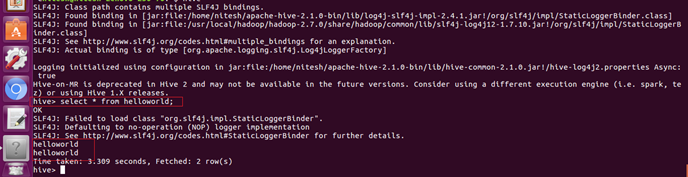 SLF4J: Class path contains multiple SLF4J bindings.
SLF4J: Found binding in [jar:file:/home/nitesh/apache-hive-2.1.0-bin/lib/log4j-slf4j-impl-2.4.1.jar!/org/slf4j/impl/StaticLoggerBinder.class]
SLF4J: Found binding in [jar:file:/usr/local/hadoop/hadoop-2.7.0/share/hadoop/common/lib/slf4j-log4j12-1.7.10.jar!/org/slf4j/impl/StaticLoggerB
inder.class]
SLF4J: See http://www.slf4j.org/codes.html#multiple_bindings for an explanation.
SLF4J: Actual binding is of type [org.apache.logging.slf4j.Log4jLoggerFactory]
Logging initialized using configuration in jar:file:/home/nitesh/apache-hive-2.1.0-bin/lib/hive-common-2.1.0.jar!/hive-log4j2.properties Async:
true
Hive-on-MR is deprecated in Hive 2 and may not be available in the future versions. Consider using a different execution engine (i.e. spark, te
z) or using Hive 1.X releases.
hive> select * from helloworld;
OK
SLF4J: Failed to load class "org.slf4j.impl.StaticLoggerBinder".
SLF4J: Defaulting to no-operation (NOP) logger implementation
SLF4J: See http://www.slf4j.org/codes.html#StaticLoggerBinder for further details.
helloworld
helloworld
Time taken: 3.309 seconds, Fetched: 2 row(s)
hive>